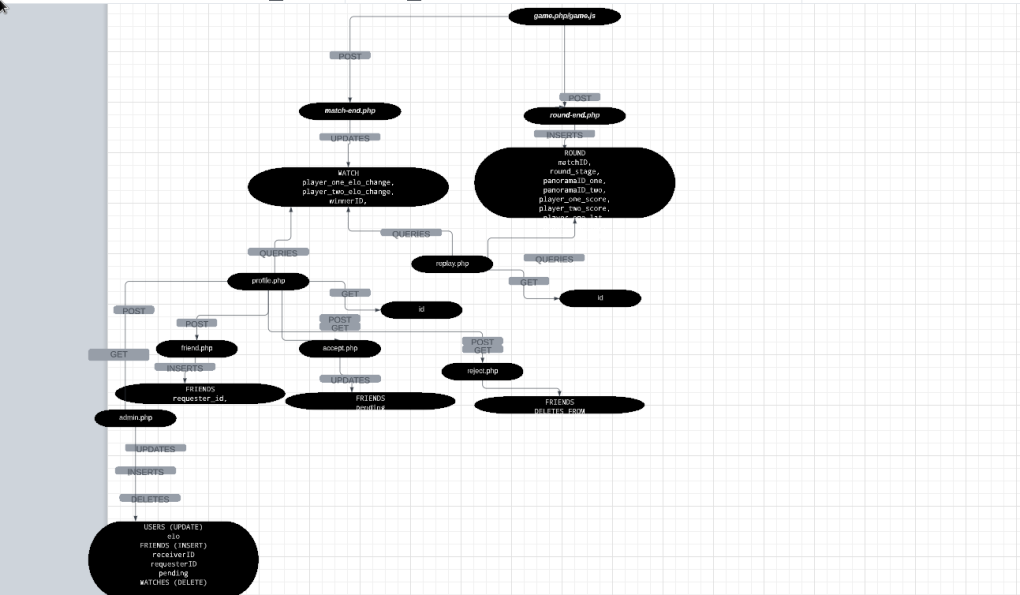 game.php/game.js
POST
POST
match-end.php
round-end.php
UPDATES
INSERTS
ROUND
matchID,
round_stage,
panoramaID_one,
panoramaID_two,
player_one_score,
player_two_score,
player_one_lat,
MATCH
player_one_elo_change,
player_two_elo_change,
winnerID,
QUERIES
QUERIES
QUERIES
replay.php
profile.php
GET
GET
id
id
POST
POST
POST
GET
friend.php
accept.php
POST
GET
GET
INSERTS
reject.php
UPDATES
FRIENDS
requester_id,
FRIENDS
pending
FRIENDS
DELETES FROM
admin.php
UPDATES
INSERTS
DELETES
USERS (UPDATE)
elo
FRIENDS (INSERT)
receiverID
requesterID
pending
MATCHES (DELETE)